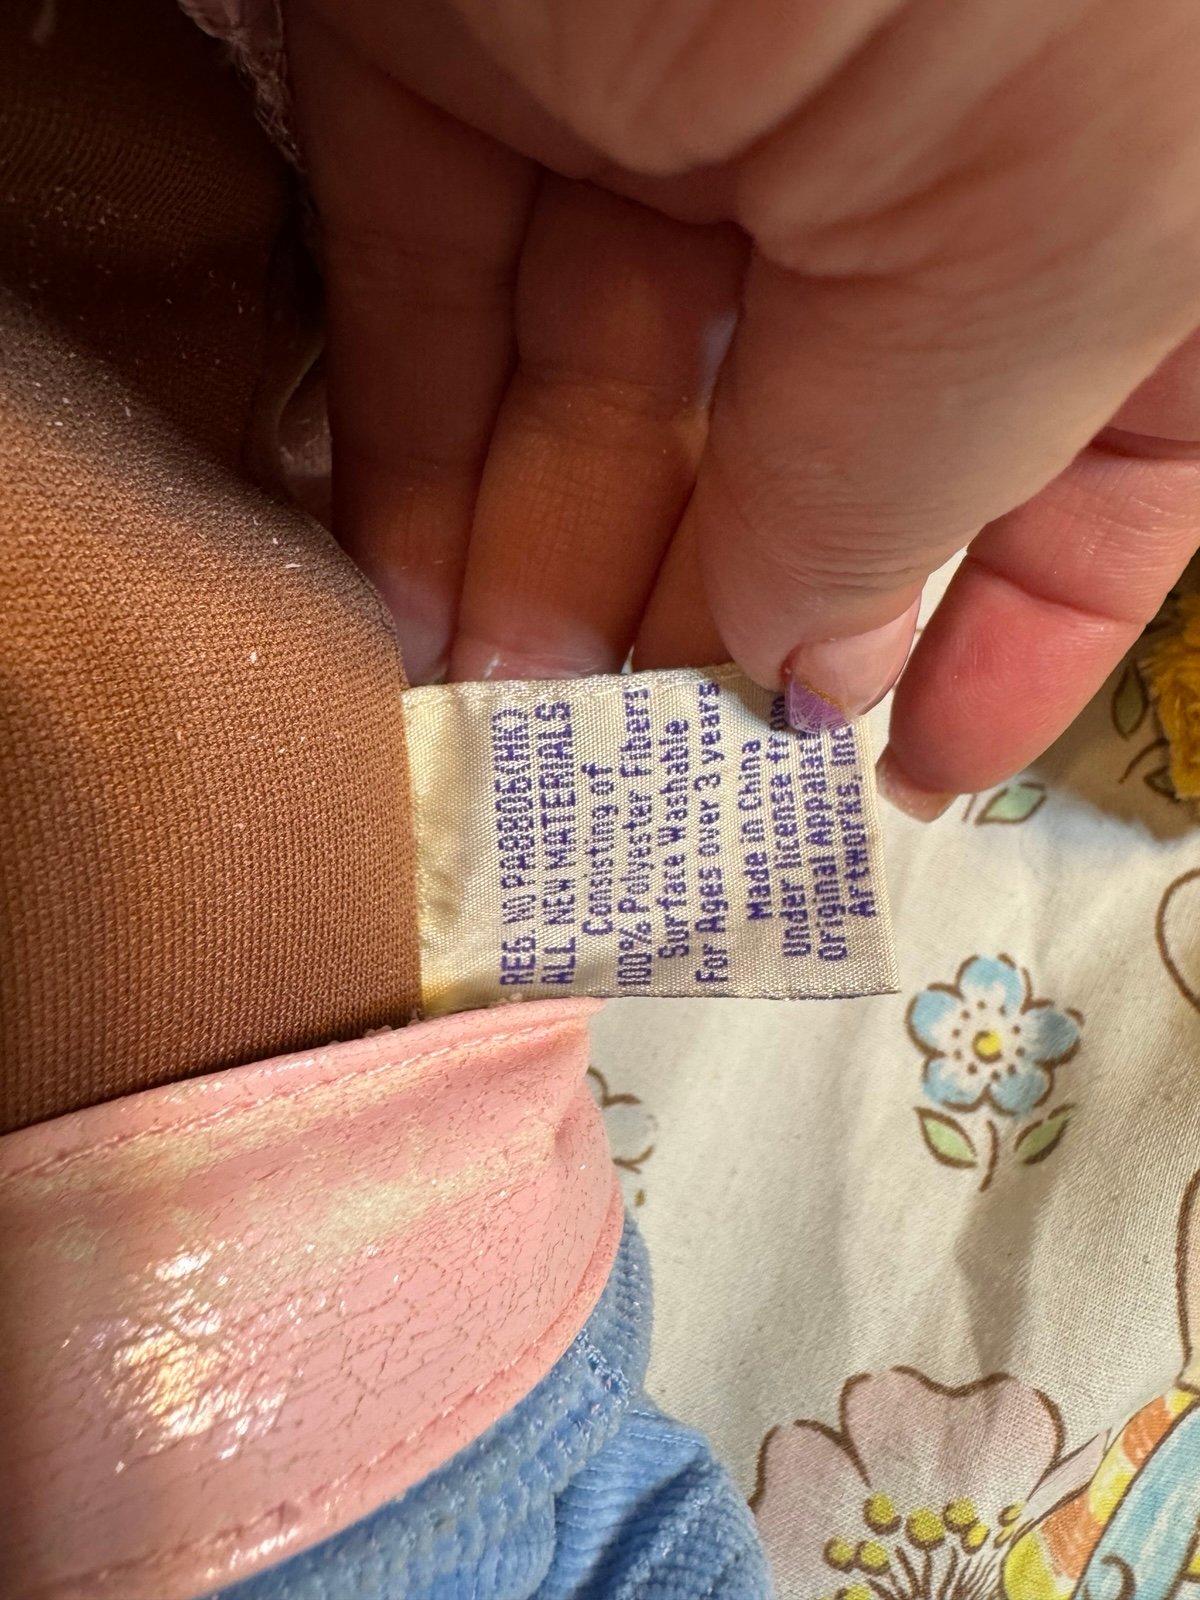 REG. NO PA8806(HK)
ALL NEW MATERIALS
Consisting of
100% Polyester Fibers
Surface Washable
For Ages over 3 years
Made in China
Under license from
Original Appalac
Artworks, Inc